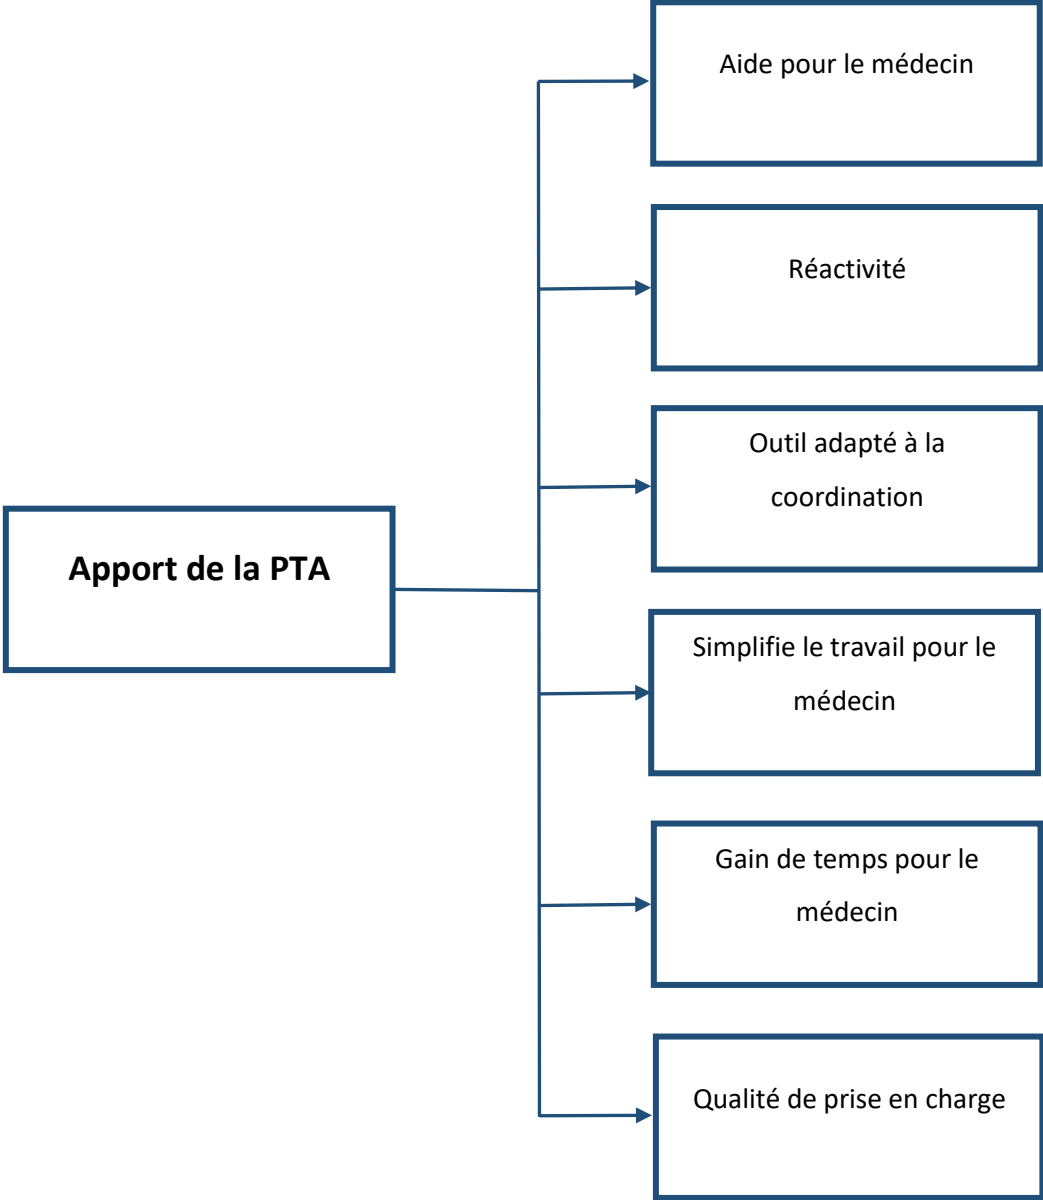 Aide pour le médecin
Réactivité
Outil adapté à la
coordination
Apport de la PTA
Simplifie le travail pour le
médecin
Gain de temps pour le
médecin
Qualité de prise en charge